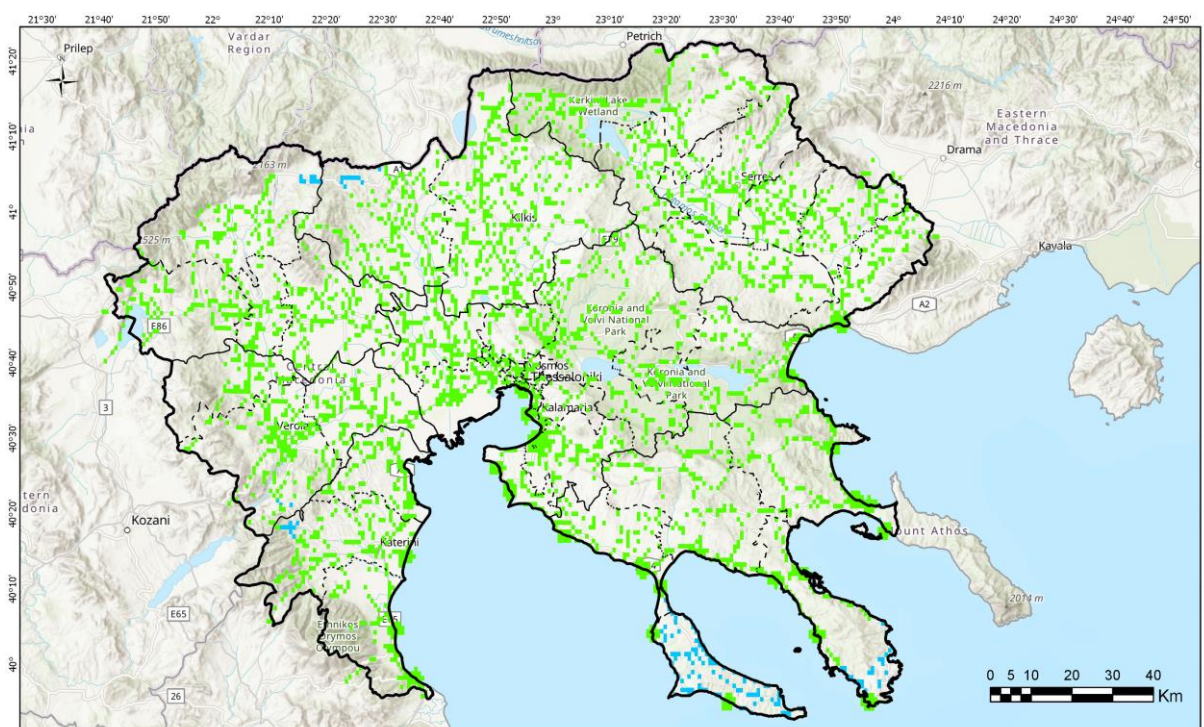 21°30' 21°40' 21°50' 22° 22°10' 22°20' 22°30' 22°40' 22°50' 23° 23°10' 23°20' 23°30' 23°40' 23°50' 24° 24°10' 24°20' 24°30' 24°40' 24°50'
41°20'
41°10'
41°
40°50'
40°40'
40°30'
40°20'
40°10'
40°
Prilep
Vardar
Region
Petrich
2216 m
Eastern
Macedonia
and Thrace
Kerkini Lake
Wetland
Drama
2163 m
A1
Serres
Kilkis
525 m
Kavala
E79
A2
E86
Koronia and
Volvi National
Park
Central
Macedonia
Thessaloniki
Koronia and
Volvi National
Park
3
Kalamaria
Veroia
Kozani
Katerini
Mount Athos
E65
2014 m
E75
Ethnikos
Drymos
Olympou
26
0 5 10 20 30 40
Km